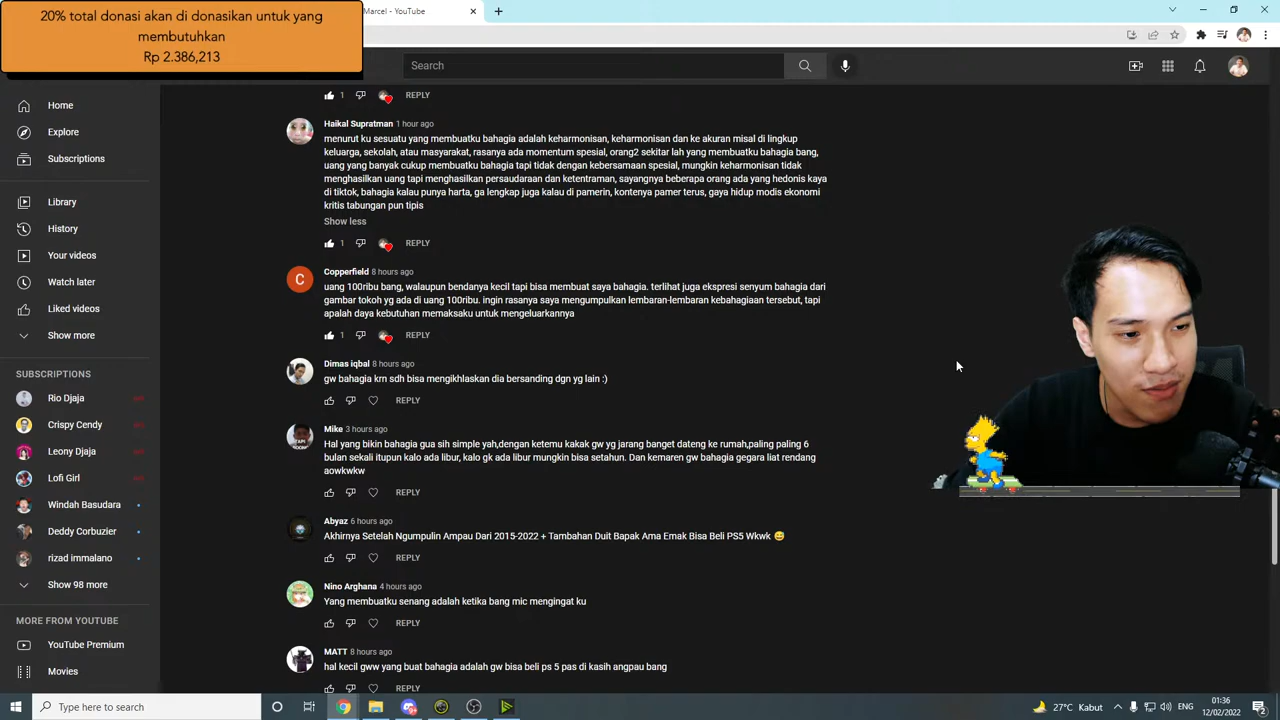 20% total donasi akan di donasikan untuk yang
membutuhkan
Rp 2.386,213
Marcel - YouTube
Search
Home
Explore
Subscriptions
Library
History
Your videos
Watch later
Liked videos
Show more
SUBSCRIPTIONS
Rio Djaja
Crispy Cendy
Leony Djaja
Lofi Girl
Windah Basudara
Deddy Corbuzier
rizad immalano
Show 98 more
MORE FROM YOUTUBE
YouTube Premium
Movies
1 REPLY
Haikal Supratman 1 hour ago
menurut ku sesuatu yang membuatku bahagia adalah keharmonisan, keharmonisan dan ke akuran misal di lingkup
keluarga, sekolah, atau masyarakat, rasanya ada momentum spesial, orang2 sekitar lah yang membuatku bahagia bang,
uang yang banyak cukup membuatku bahagia tapi tidak dengan kebersamaan spesial, mungkin keharmonisan tidak
menghasilkan uang tapi menghasilkan persaudaraan dan ketentraman, sayangnya beberapa orang ada yang hedonis kaya
di tiktok, bahagia kalau punya harta, ga lengkap juga kalau di pamerin, kontenya pamer terus, gaya hidup modis ekonomi
kritis tabungan pun tipis
Show less
1 REPLY
C
Copperfield 8 hours ago
uang 100ribu bang, walaupun bendanya kecil tapi bisa membuat saya bahagia. terlihat juga ekspresi senyum bahagia dari
gambar tokoh yg ada di uang 100ribu. ingin rasanya saya mengumpulkan lembaran-lembaran kebahagiaan tersebut, tapi
apalah daya kebutuhan memaksaku untuk mengeluarkannya
1 REPLY
Dimas iqbal 8 hours ago
gw bahagia krn sdh bisa mengikhlaskan dia bersanding dgn yg lain :)
REPLY
Mike 3 hours ago
Hal yang bikin bahagia gua sih simple yah,dengan ketemu kakak gw yg jarang banget dateng ke rumah,paling paling 6
bulan sekali itupun kalo ada libur,kalo gk ada libur mungkin bisa setahun. Dan kemaren gw bahagia gegara liat rendang
aowkwkw
REPLY
Abyaz 6 hours ago
Akhirnya Setelah Ngumpulin Ampau Dari 2015-2022 + Tambahan Duit Bapak Ama Emak Bisa Beli PS5 Wkwk 😅
REPLY
Nino Arghana 4 hours ago
Yang membuatku senang adalah ketika bang mic mengingat ku
REPLY
MATT 8 hours ago
hal kecil gww yang buat bahagia adalah gw bisa beli ps 5 pas di kasih angpau bang
REPLY
Type here to search
27°C Kabut
ENG
01:36
12/02/2022
2